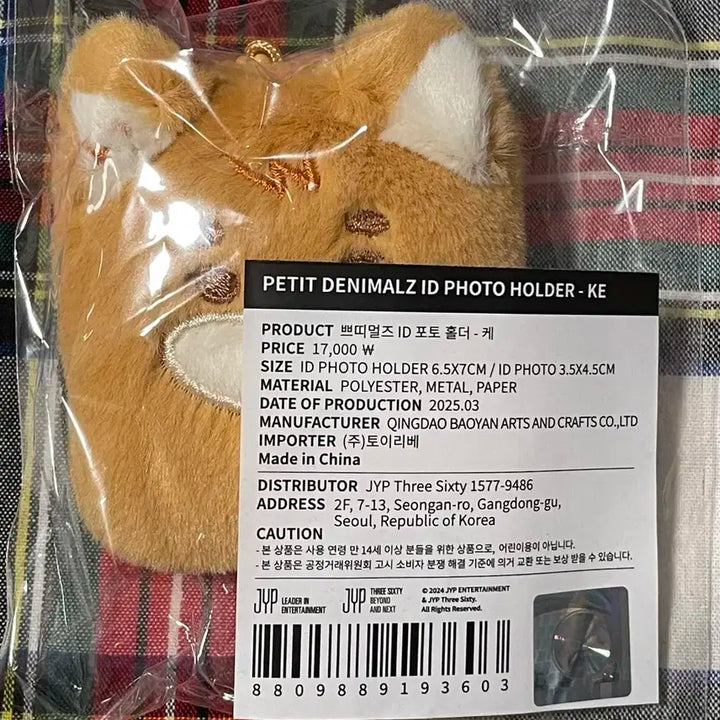 PETIT DENIMALZ ID PHOTO HOLDER - KE
PRODUCT 쁘띠멀즈 ID 포토 홀더 - 케
PRICE 17,000 ₩
SIZE ID PHOTO HOLDER 6.5X7CM / ID PHOTO 3.5X4.5CM
MATERIAL POLYESTER, METAL, PAPER
DATE OF PRODUCTION 2025.03
MANUFACTURER QINGDAO BAOYAN ARTS AND CRAFTS CO.,LTD
IMPORTER (주)토이리베
Made in China
DISTRIBUTOR JYP Three Sixty 1577-9486
ADDRESS 2F, 7-13, Seongan-ro, Gangdong-gu,
Seoul, Republic of Korea
CAUTION
- 본 상품은 사용 연령 만 14세 이상 분들을 위한 상품으로, 어린이용이 아닙니다.
- 본 상품은 공정거래위원회 고시 소비자 분쟁 해결 기준에 의거 교환 또는 보상 받을 수 있습니다.
JYP LEADER IN
ENTERTAINMENT
JYP THREE SIXTY
BEYOND
AND NEXT
© 2024 JYP ENTERTAINMENT
& JYP Three Sixty.
All Rights Reserved.
8809889193603